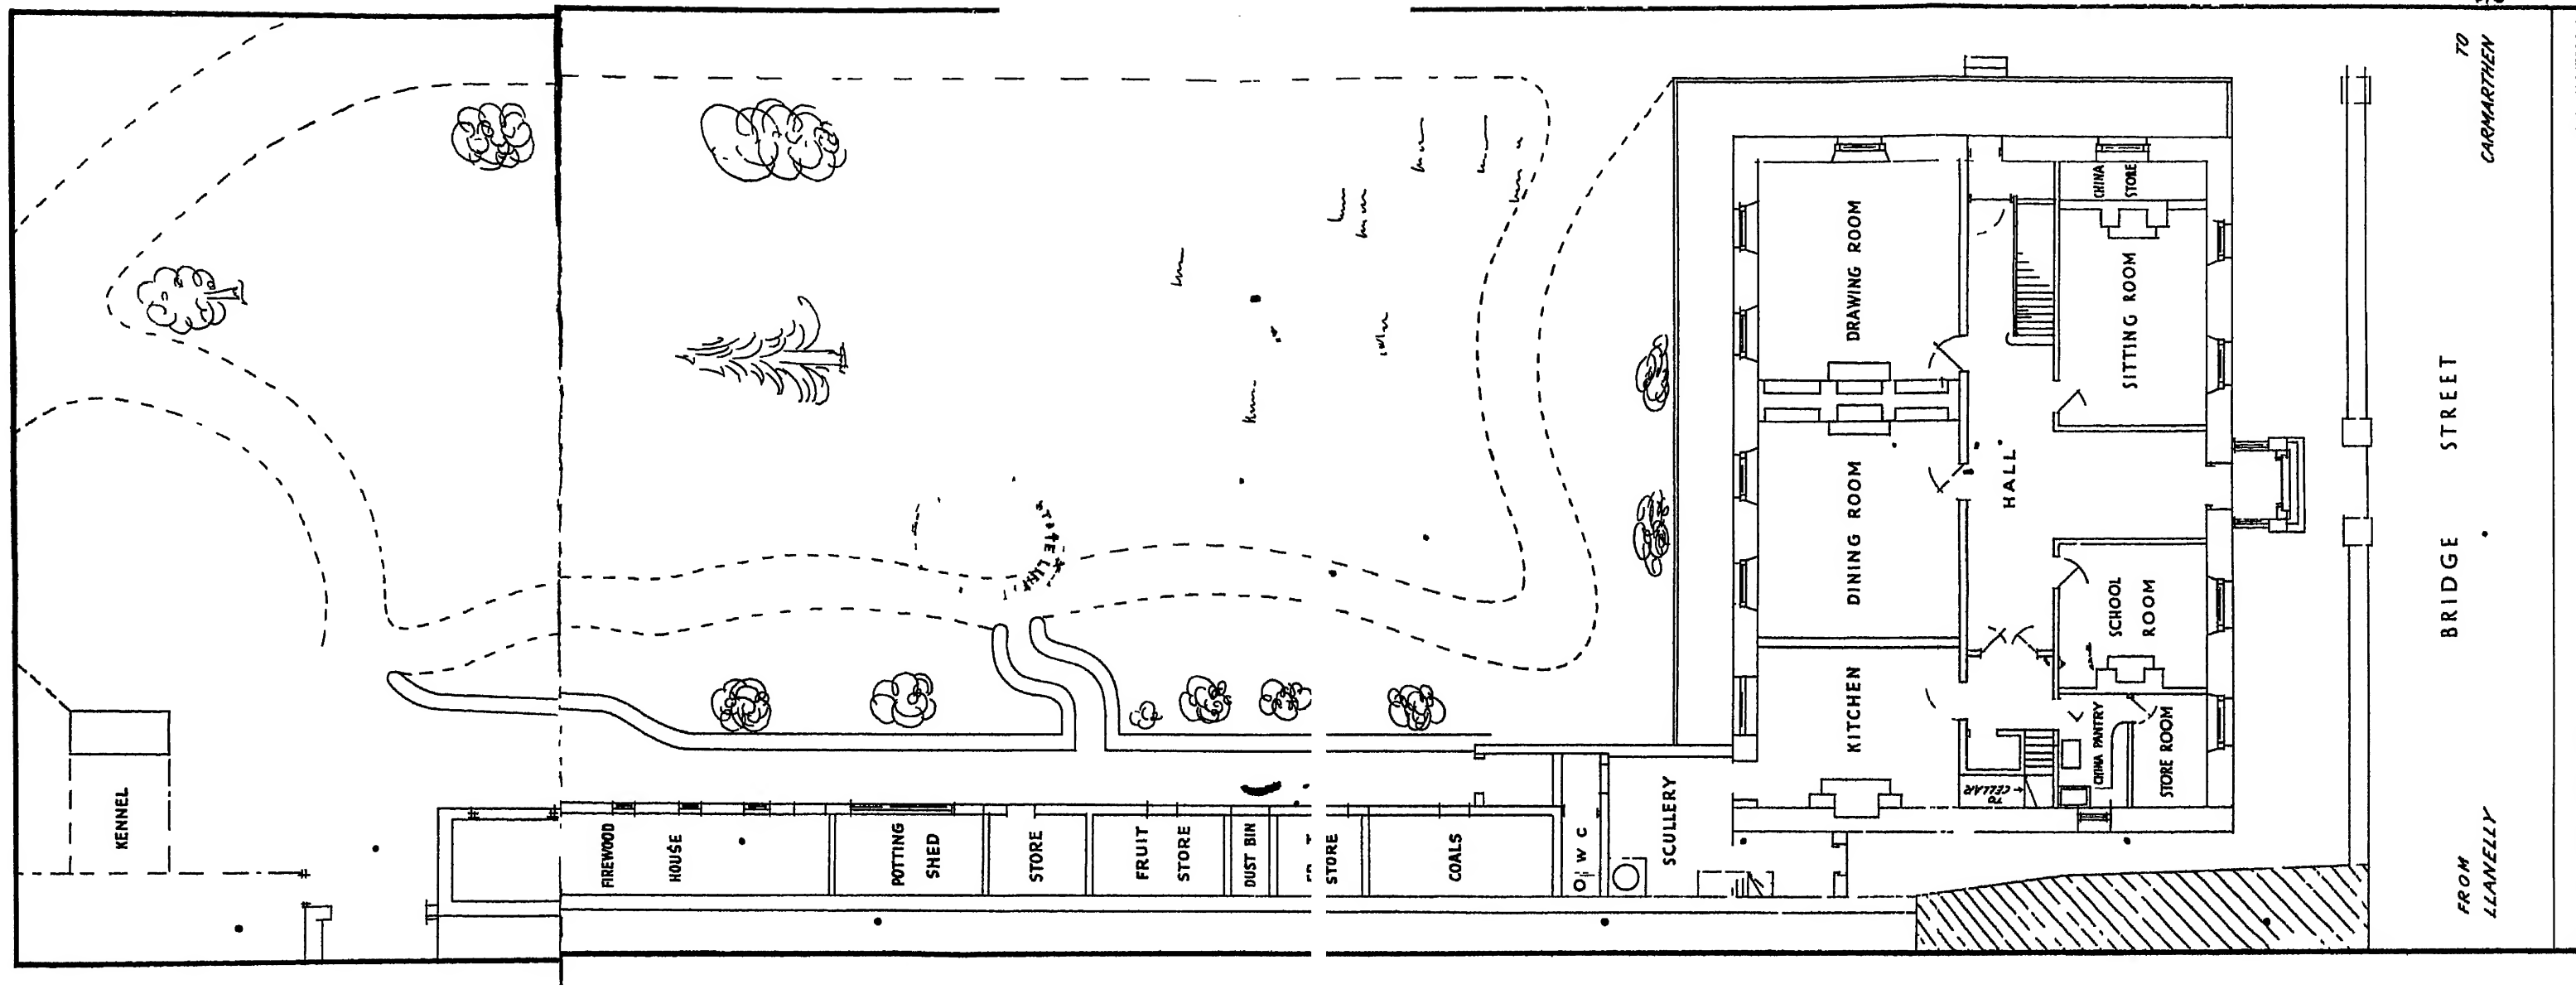 KENNEL
FIREWOOD
HOUSE
POTTING
SHED
STORE
FRUIT
STORE
DUST BIN
STORE
COALS
W C
SCULLERY
KITCHEN
DINING ROOM
DRAWING ROOM
HALL
TO
CELLAR
CHINA PANTRY
STORE ROOM
SCHOOL
ROOM
SITTING ROOM
CHINA
STORE
BRIDGE STREET
FROM
LLANELLY
TO
CARMARTHEN